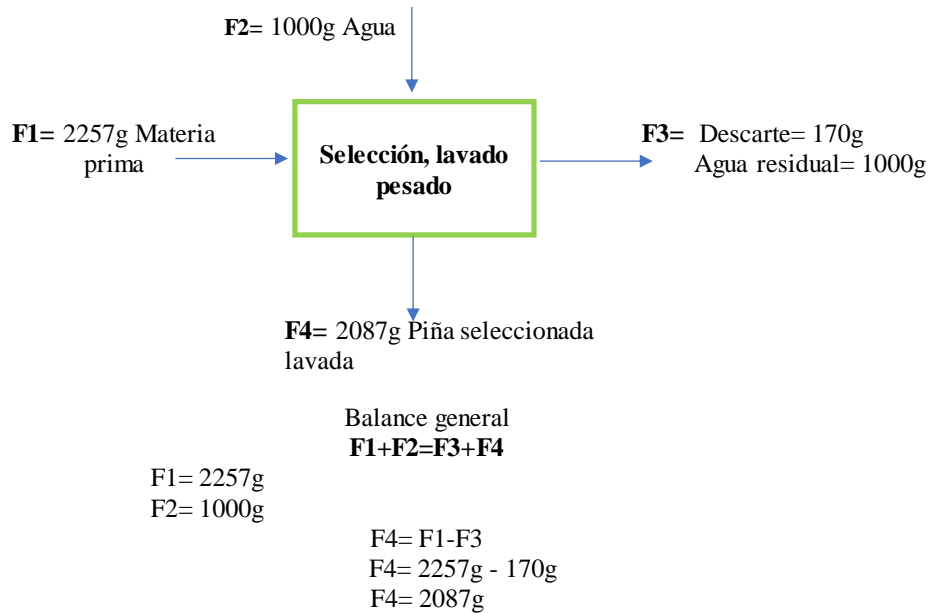 F2= 1000g Agua
F1= 2257g Materia
prima
Selección, lavado
pesado
F3= Descarte= 170g
Agua residual= 1000g
F4= 2087g Piña seleccionada
lavada
Balance general
F1+F2=F3+F4
F1= 2257g
F2= 1000g
F4= F1-F3
F4= 2257g - 170g
F4= 2087g